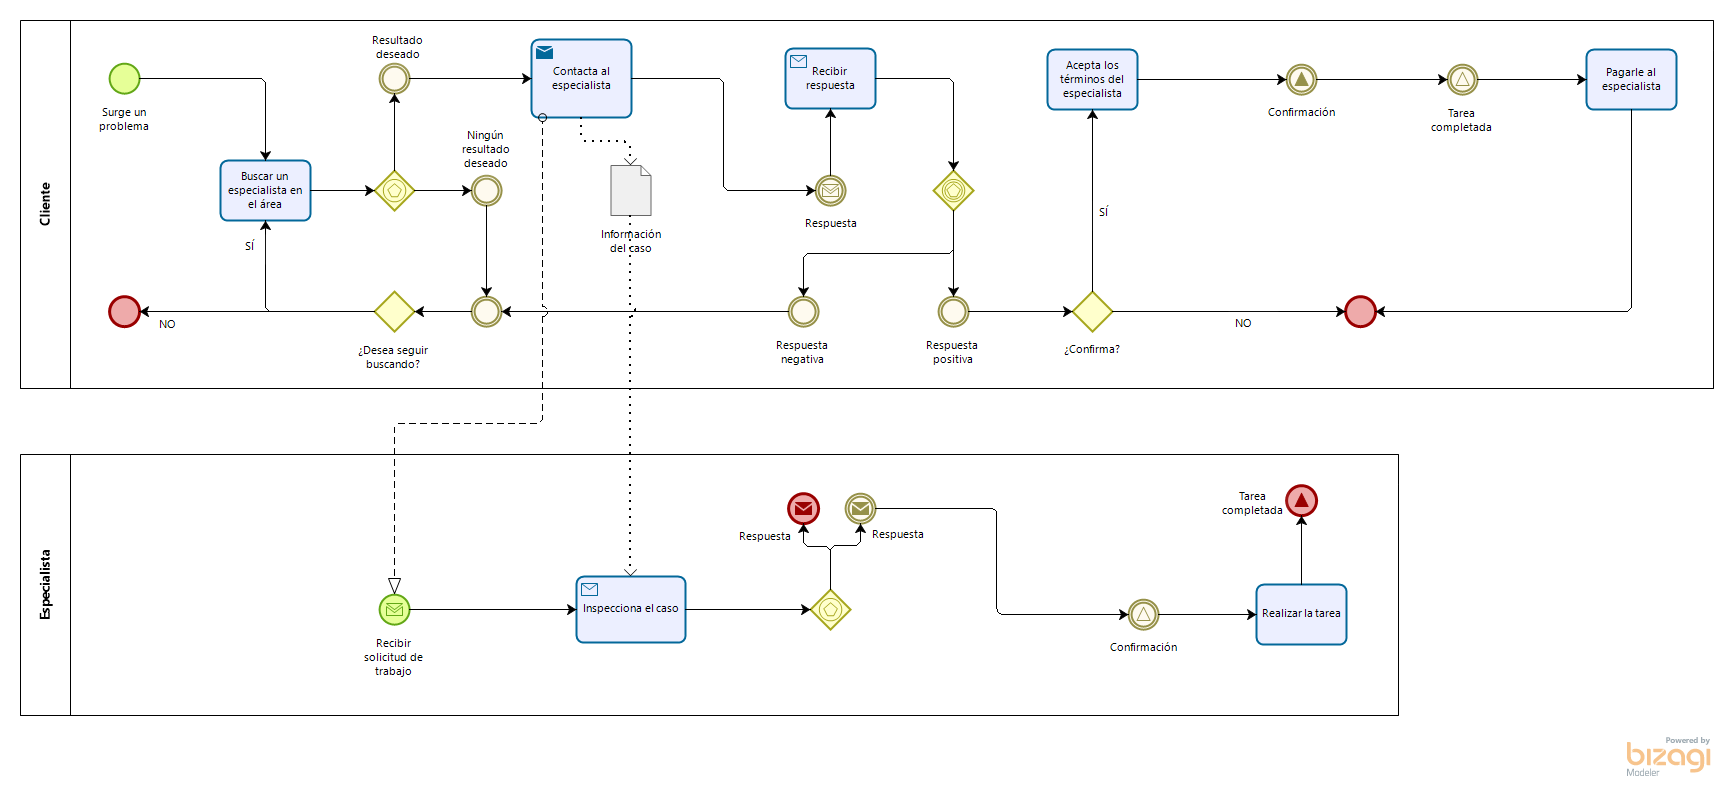 Cliente
Surge un
problema
Buscar un
especialista en
el área
Resultado
deseado
Ningún
resultado
deseado
Contacta al
especialista
Información
del caso
Recibir
respuesta
Respuesta
Acepta los
términos del
especialista
Confirmación
Tarea
completada
Pagarle al
especialista
SÍ
NO
¿Desea seguir
buscando?
Respuesta
negativa
Respuesta
positiva
SÍ
¿Confirma?
NO
Especialista
Recibir
solicitud de
trabajo
Inspecciona el caso
Respuesta
Respuesta
Confirmación
Realizar la tarea
Tarea
completada
Powered by
bizagi
Modeler